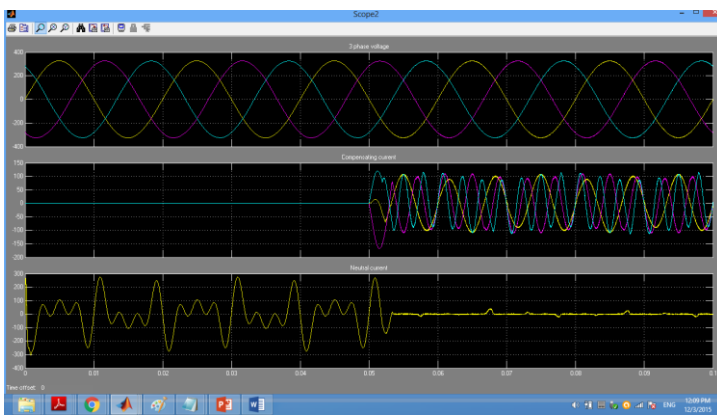 Scope2
3 phase voltage
400
200
0
-200
-400
Compensating current
150
100
50
0
-50
-100
-150
-200
Neutral current
300
200
100
0
-100
-200
-300
-400
0 0.01 0.02 0.03 0.04 0.05 0.06 0.07 0.08 0.09 0.1
Time offset: 0
ENG
12:09 PM
12/3/2015